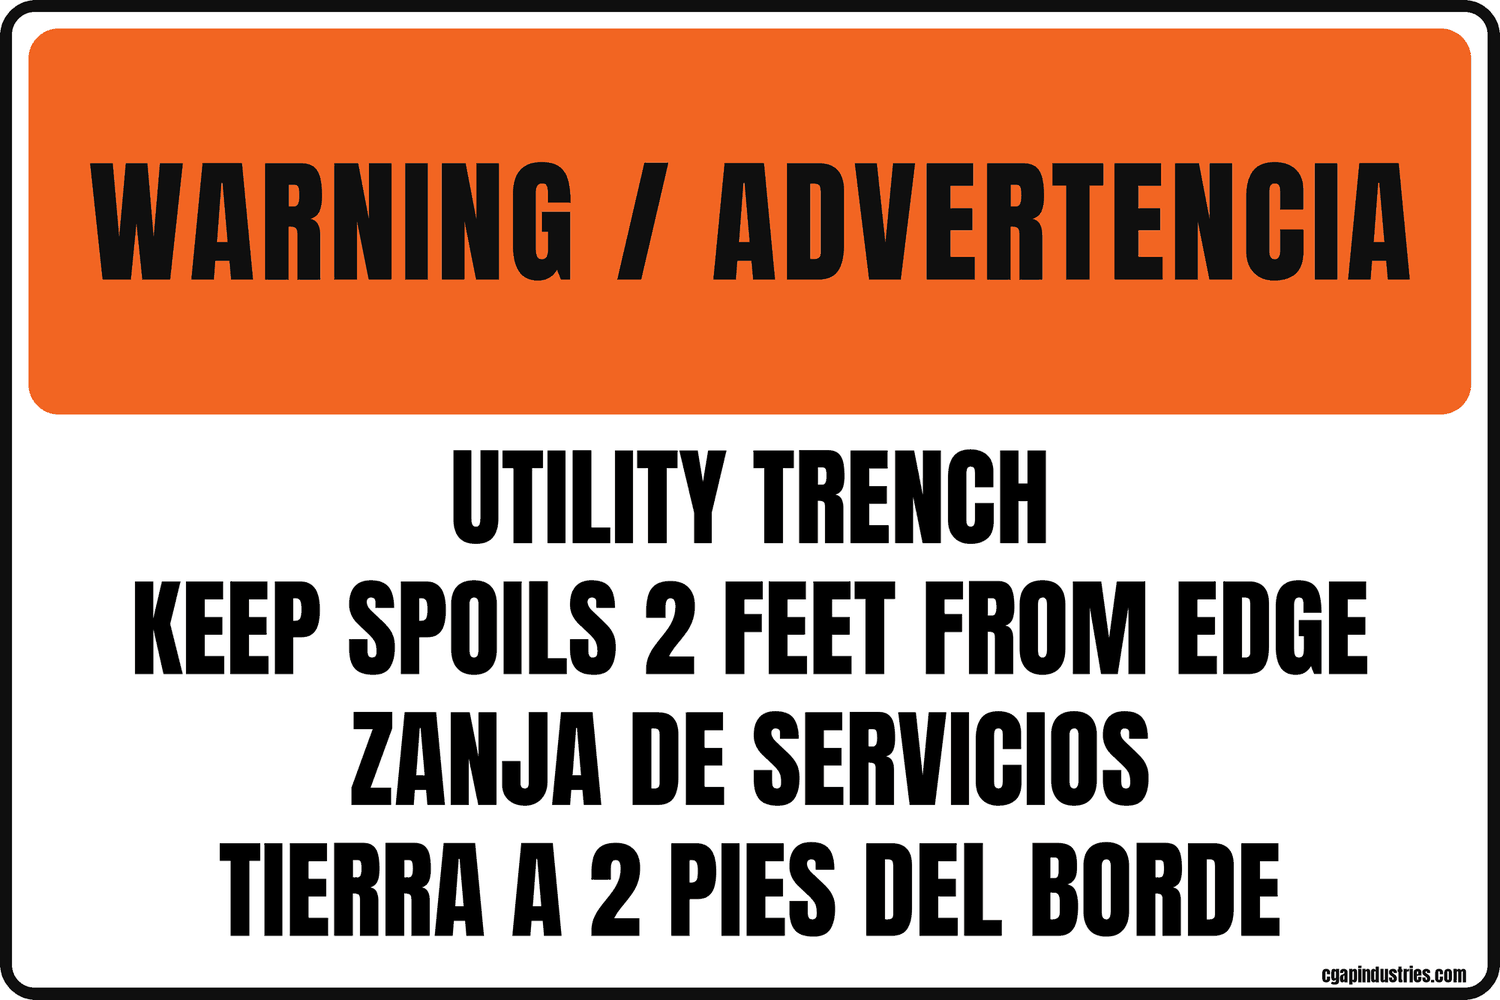 WARNING / ADVERTENCIA
UTILITY TRENCH
KEEP SPOILS 2 FEET FROM EDGE
ZANJA DE SERVICIOS
TIERRA A 2 PIES DEL BORDE
cgapindustries.com